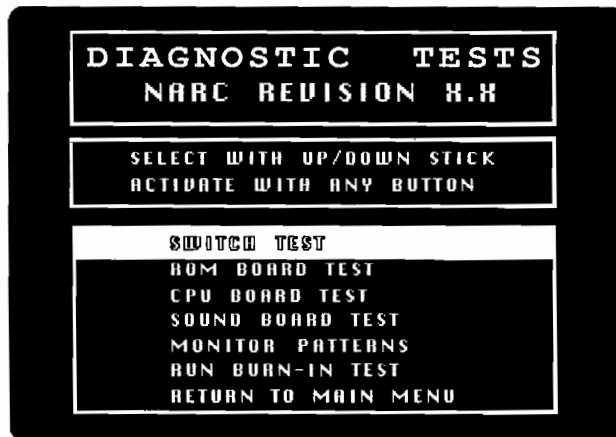 DIAGNOSTIC TESTS
NARC REVISION X.X
SELECT WITH UP/DOWN STICK
ACTIVATE WITH ANY BUTTON
SWITCH TEST
ROM BOARD TEST
CPU BOARD TEST
SOUND BOARD TEST
MONITOR PATTERNS
RUN BURN-IN TEST
RETURN TO MAIN MENU